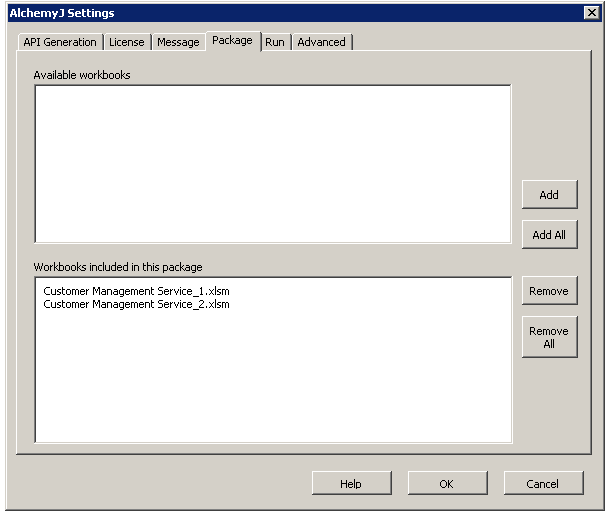 AlchemyJ Settings
API Generation License Message Package Run Advanced
Available workbooks
Add
Add All
Workbooks included in this package
Customer Management Service_1.xlsm
Customer Management Service_2.xlsm
Remove
Remove
All
Help OK Cancel